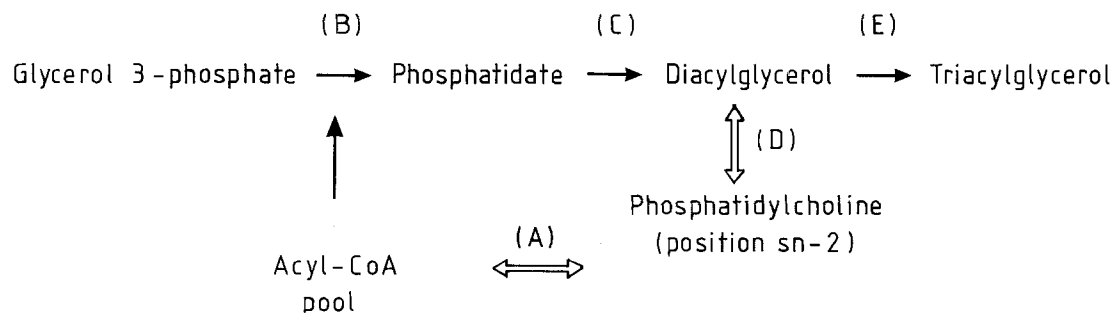 (B) (C) (E)
Glycerol 3-phosphate Phosphatidate Diacylglycerol Triacylglycerol
(D)
Phosphatidylcholine
(position sn-2)
(A)
Acyl-CoA
pool